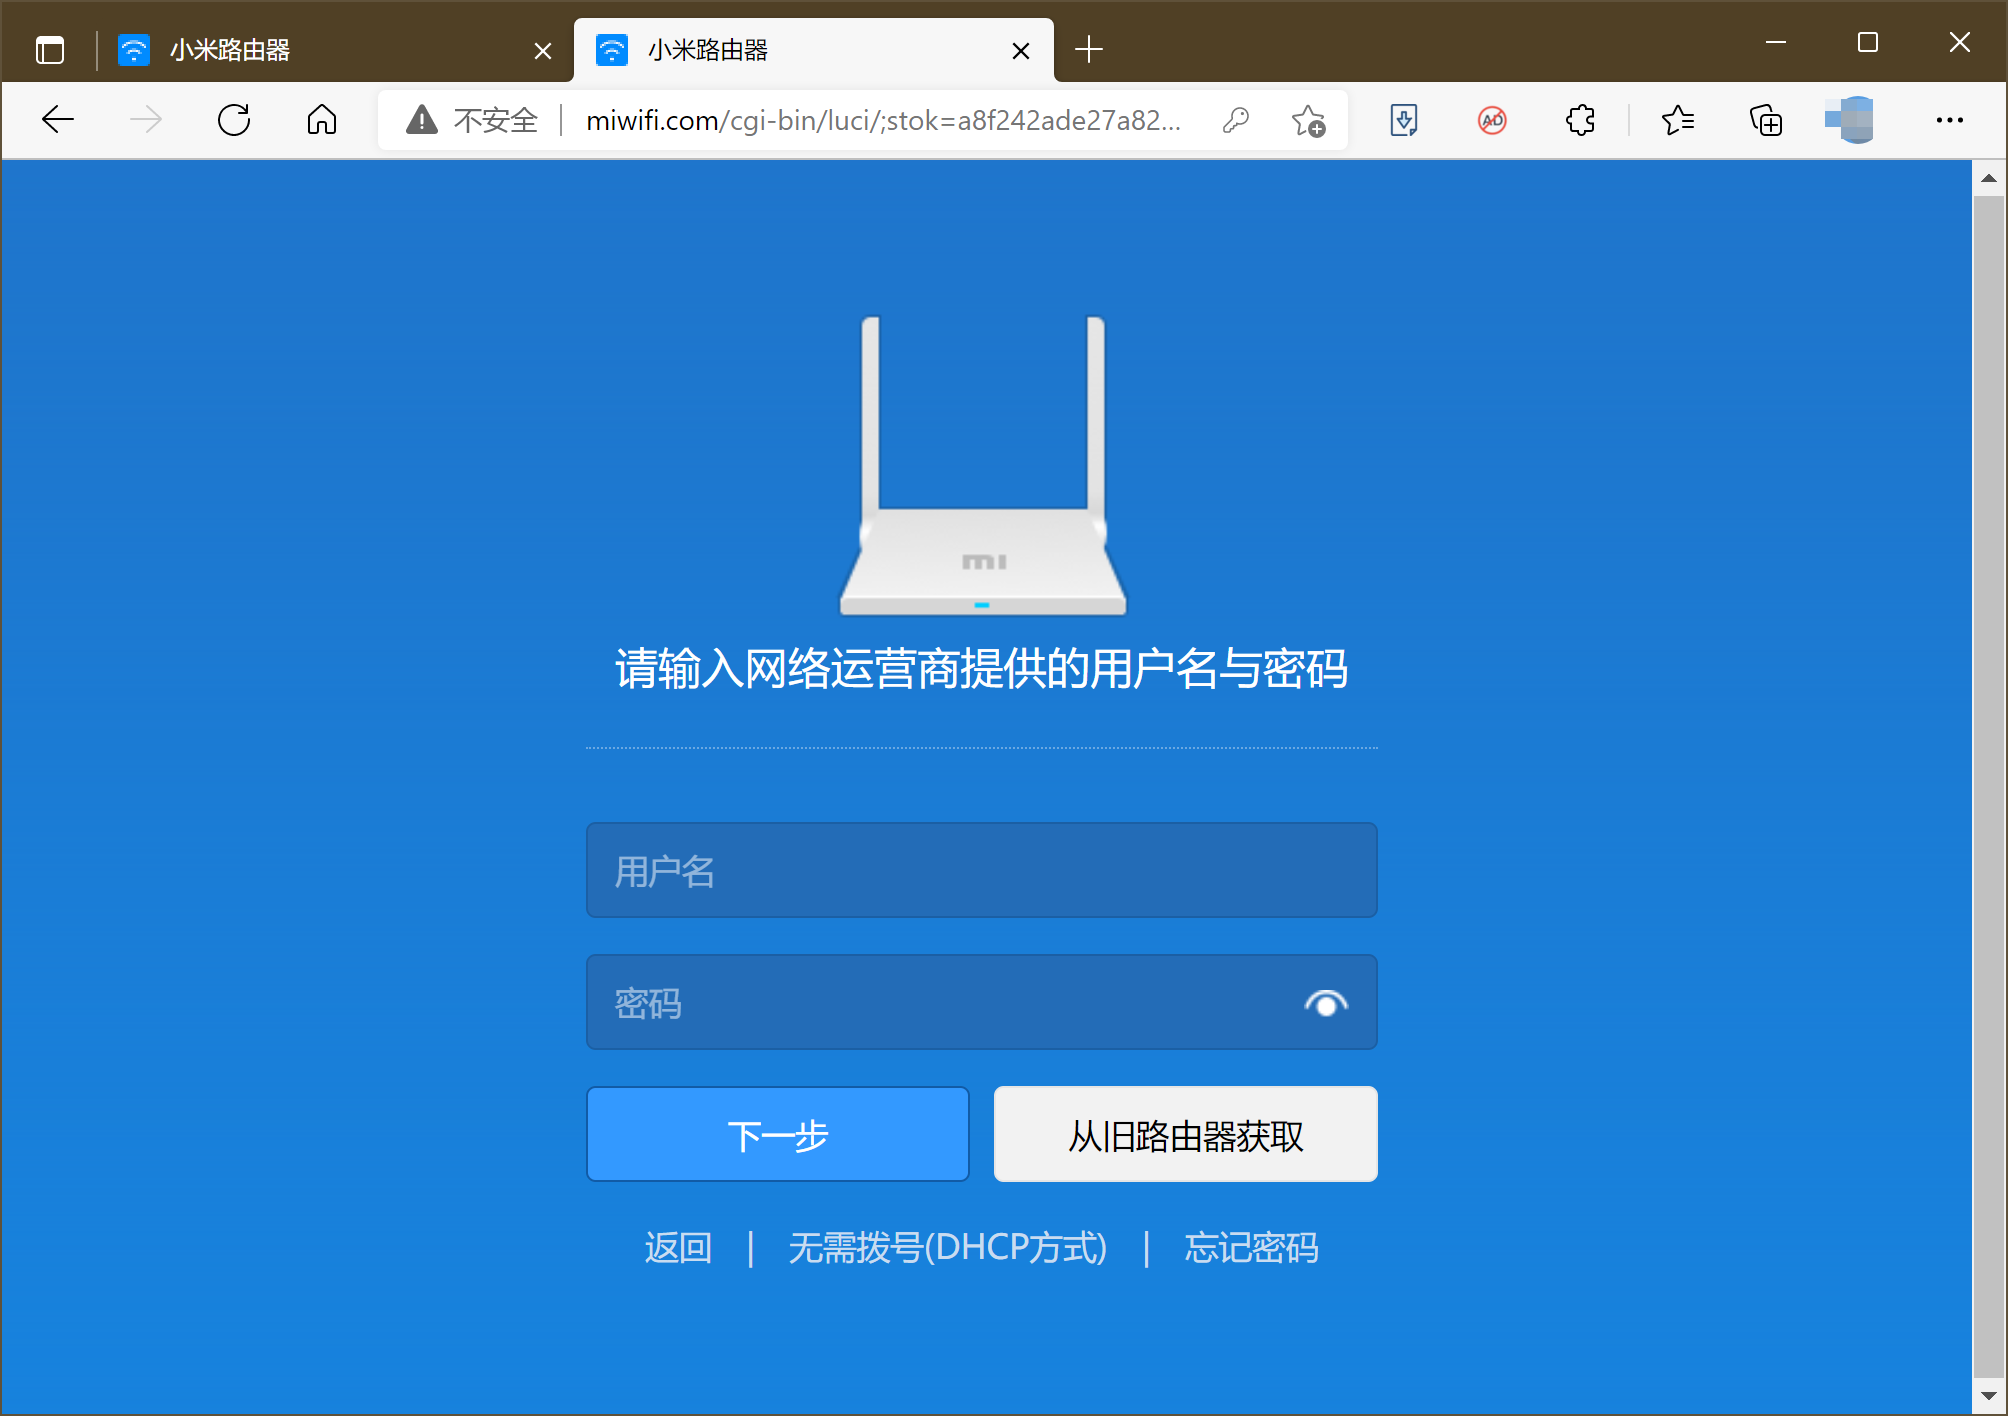 小米路由器
小米路由器
不安全
miwifi.com/cgi-bin/luci/;stok=a8f242ade27a82...
AD
mi
请输入网络运营商提供的用户名与密码
用户名
密码
下一步
从旧路由器获取
返回 | 无需拨号(DHCP方式) | 忘记密码